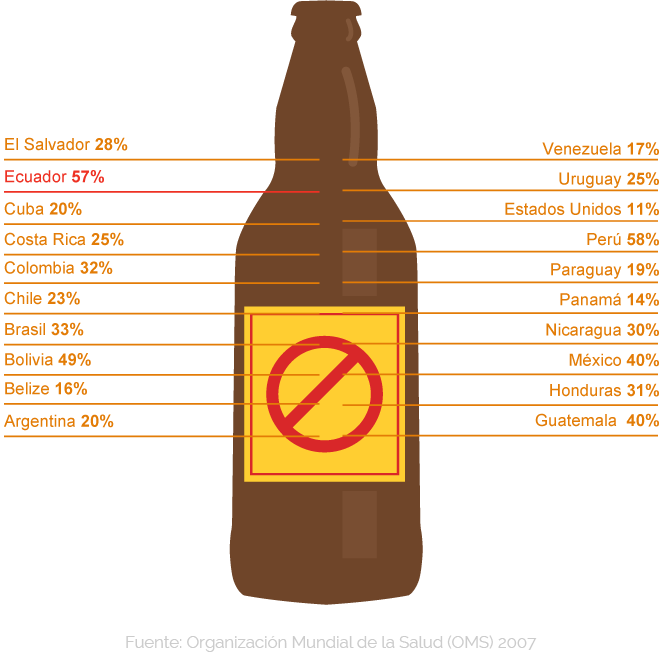 El Salvador 28%
Ecuador 57%
Cuba 20%
Costa Rica 25%
Colombia 32%
Chile 23%
Brasil 33%
Bolivia 49%
Belize 16%
Argentina 20%
Venezuela 17%
Uruguay 25%
Estados Unidos 11%
Perú 58%
Paraguay 19%
Panamá 14%
Nicaragua 30%
México 40%
Honduras 31%
Guatemala 40%
Fuente: Organización Mundial de la Salud (OMS) 2007